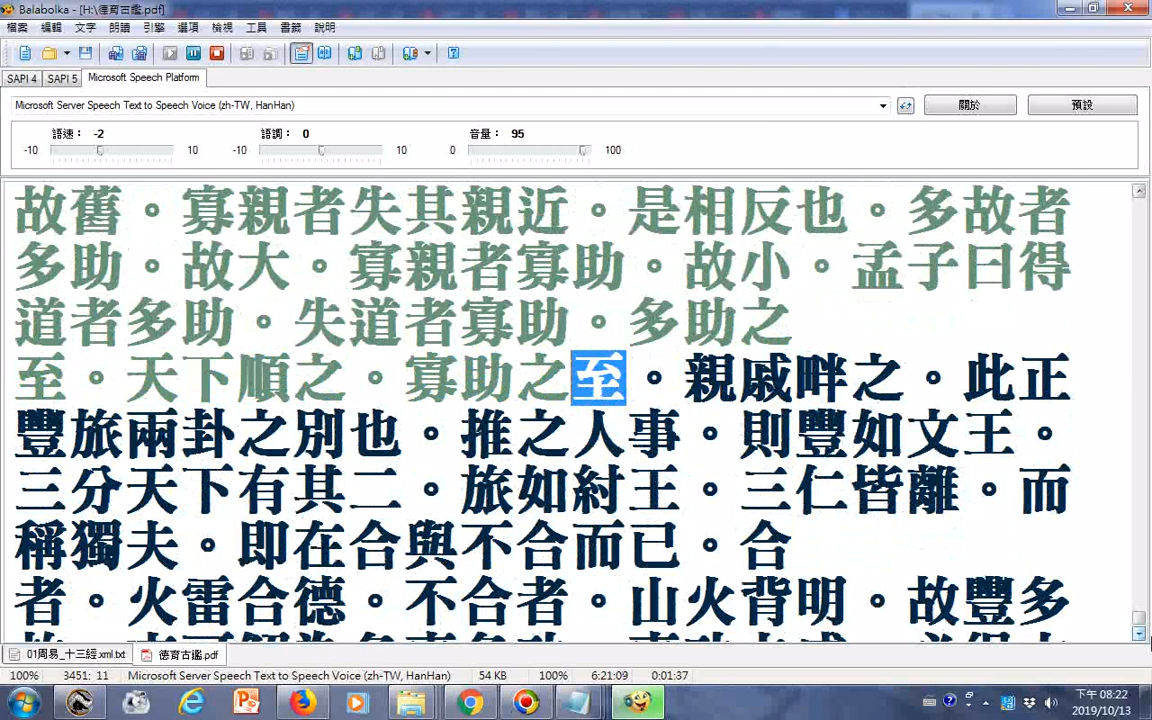 Balabolka - [H:\德育古鑑.pdf]
檔案 編輯 文字 朗讀 引擎 選項 檢視 工具 書籤 說明
SAPI 4 SAPI 5 Microsoft Speech Platform
Microsoft Server Speech Text to Speech Voice (zh-TW, HanHan) 關於 預設
語速： -2 語調： 0 音量： 95
-10 10 -10 10 0 100
故舊。寡親者失其親近。是相反也。多故者
多助。故大。寡親者寡助。故小。孟子曰得
道者多助。失道者寡助。多助之
至。天下順之。寡助之至。親戚畔之。此正
豐旅兩卦之別也。推之人事。則豐如文王。
三分天下有其二。旅如紂王。三仁皆離。而
稱獨夫。即在合與不合而已。合
者。火雷合德。不合者。山火背明。故豐多
01周易_十三經.xml.txt 德育古鑑.pdf
100% 3451: 11 Microsoft Server Speech Text to Speech Voice (zh-TW, HanHan) 54 KB 100% 6:21:09 0:01:37
下午 08:22
2019/10/13